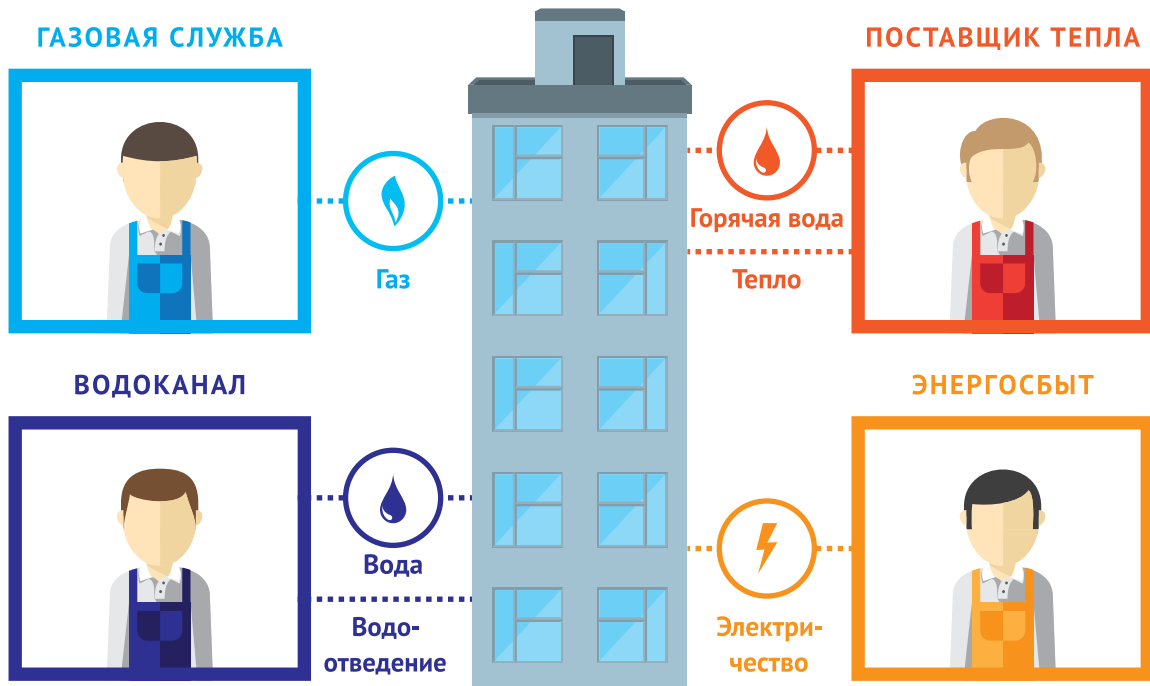 ГАЗОВАЯ СЛУЖБА
ПОСТАВЩИК ТЕПЛА
Газ
Горячая вода
Тепло
ВОДОКАНАЛ
ЭНЕРГОСБЫТ
Вода
Водо-
отведение
Электри-
чество